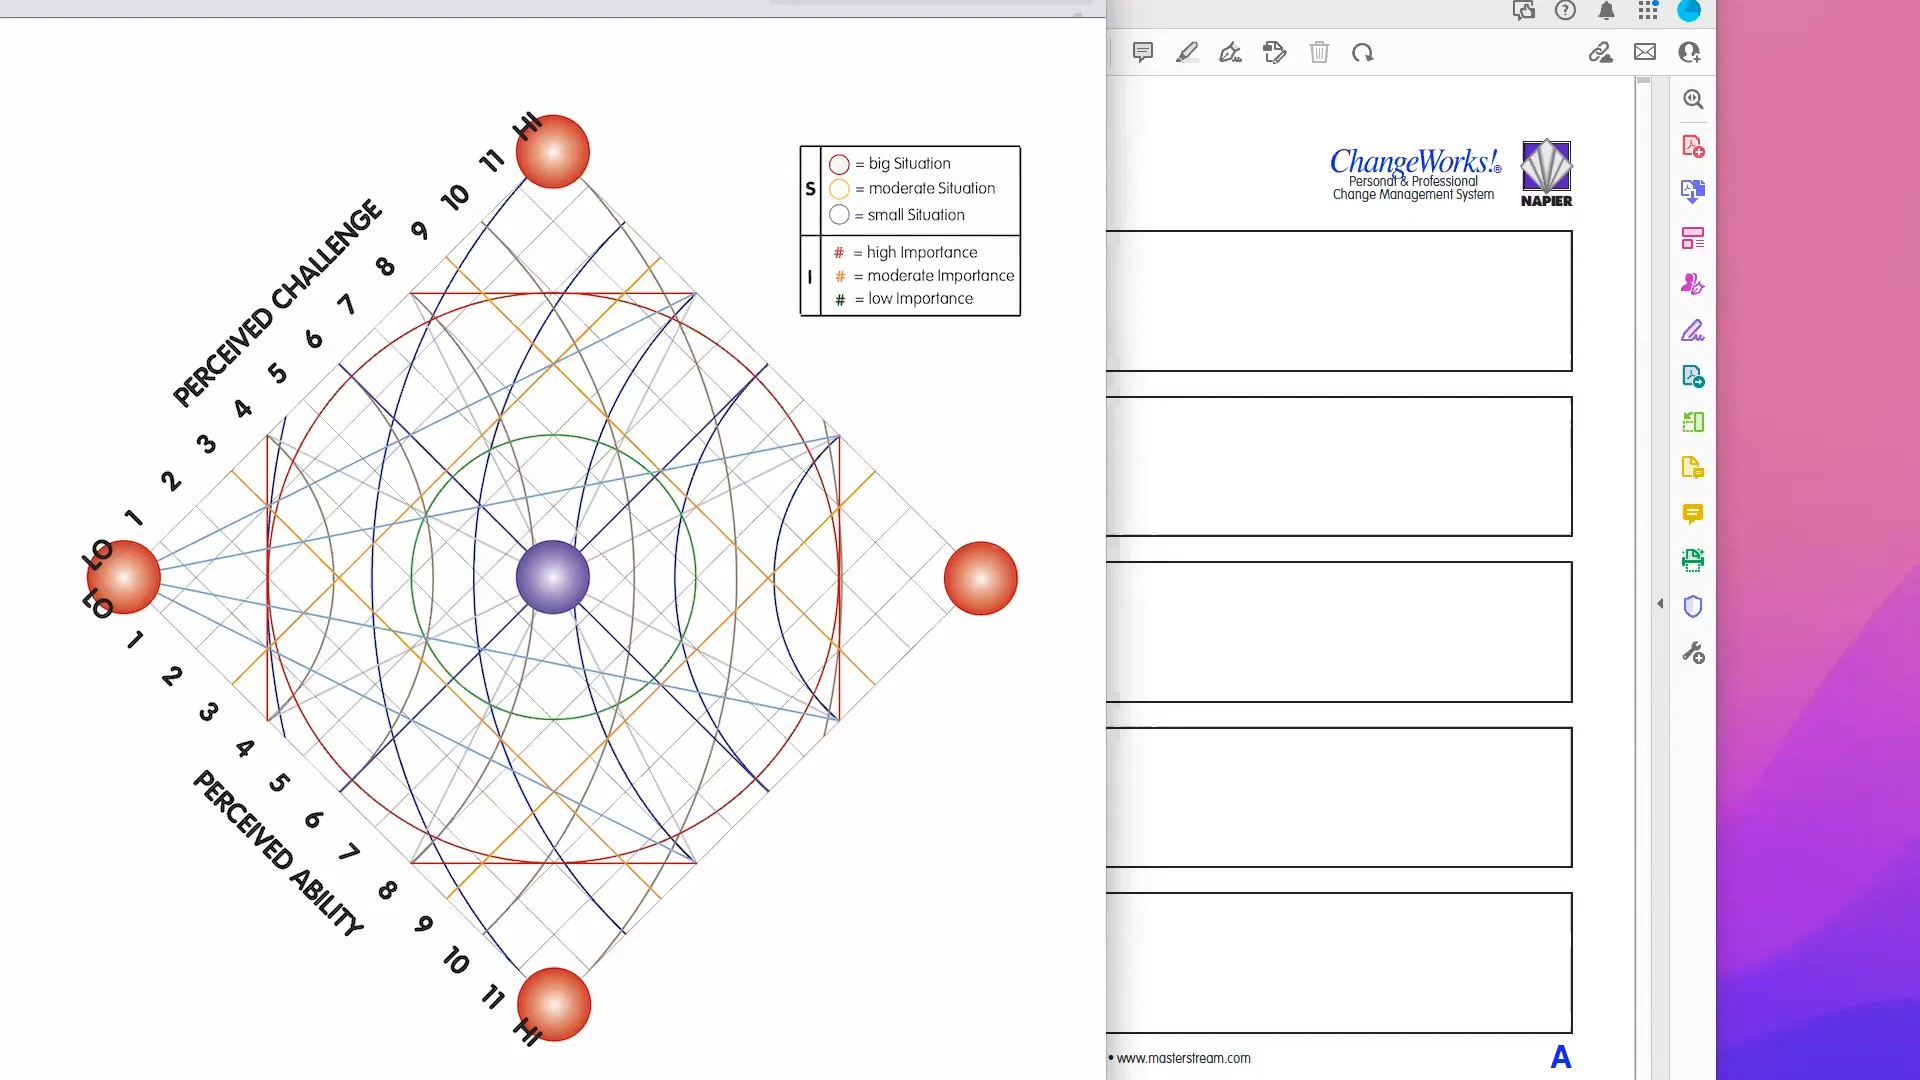 HI
11
10
9
8
7
6
5
4
3
2
1
LO
PERCEIVED CHALLENGE
LO
1
2
3
4
5
6
7
8
9
10
11
HI
PERCEIVED ABILITY
S
= big Situation
= moderate Situation
= small Situation
I
# = high Importance
# = moderate Importance
# = low Importance
ChangeWorks!®
Personal & Professional
Change Management System
NAPIER
• www.masterstream.com
A